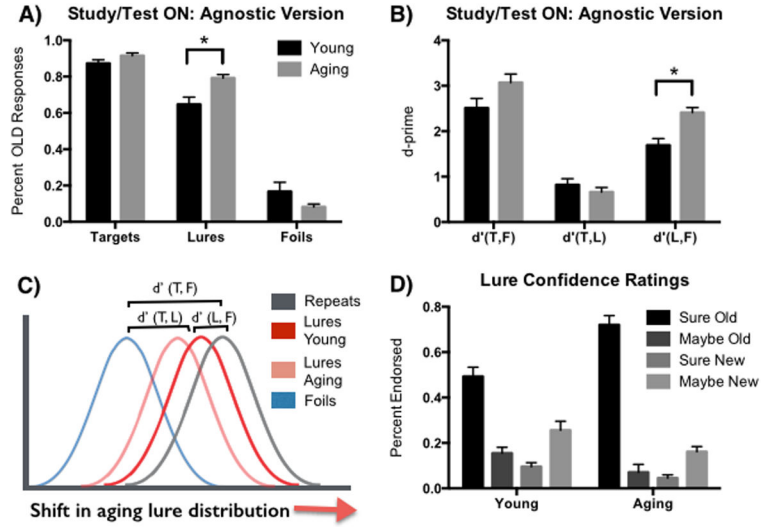 A) Study/Test ON: Agnostic Version
Percent OLD Responses
1.0
0.8
0.6
0.4
0.2
0.0
*
Young
Aging
Targets Lures Foils
B) Study/Test ON: Agnostic Version
d-prime
4
3
2
1
0
*
d'(T,F) d'(T,L) d'(L,F)
C)
d' (T, F)
d' (T, L) d' (L, F)
Repeats
Lures
Young
Lures
Aging
Foils
Shift in aging lure distribution
D) Lure Confidence Ratings
Percent Endorsed
0.8
0.6
0.4
0.2
0.0
Sure Old
Maybe Old
Sure New
Maybe New
Young Aging